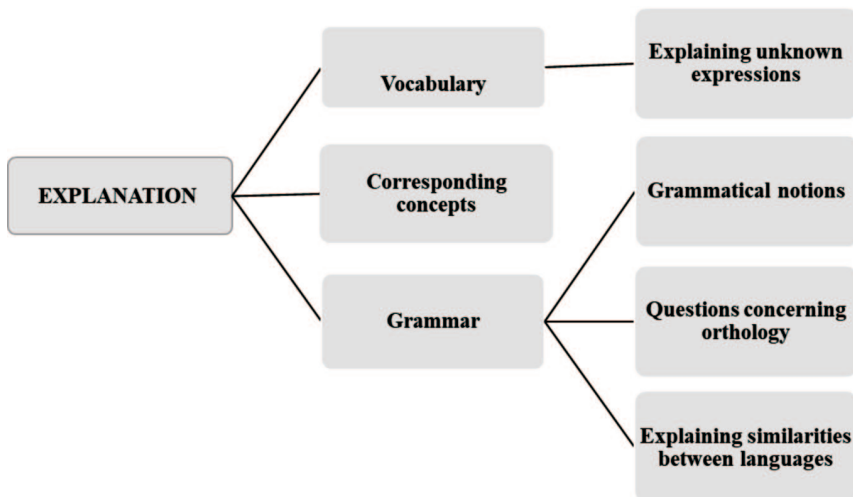 EXPLANATION
Vocabulary
Explaining unknown
expressions
Corresponding
concepts
Grammar
Grammatical notions
Questions concerning
orthology
Explaining similarities
between languages